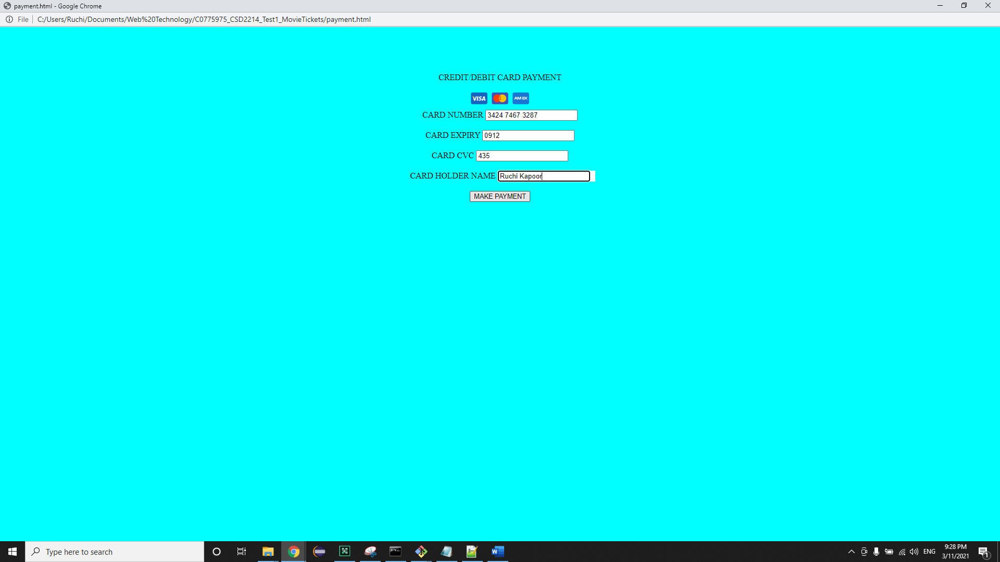 payment.html - Google Chrome
File C:/Users/Ruchi/Documents/Web%20Technology/C0775975_CSD2214_Test1_MovieTickets/payment.html
CREDIT/DEBIT CARD PAYMENT
VISA AMEX
CARD NUMBER 3424 7467 3287
CARD EXPIRY 0912
CARD CVC 435
CARD HOLDER NAME Ruchi Kapoor
MAKE PAYMENT
Type here to search
W
ENG
9:28 PM
3/11/2021
1